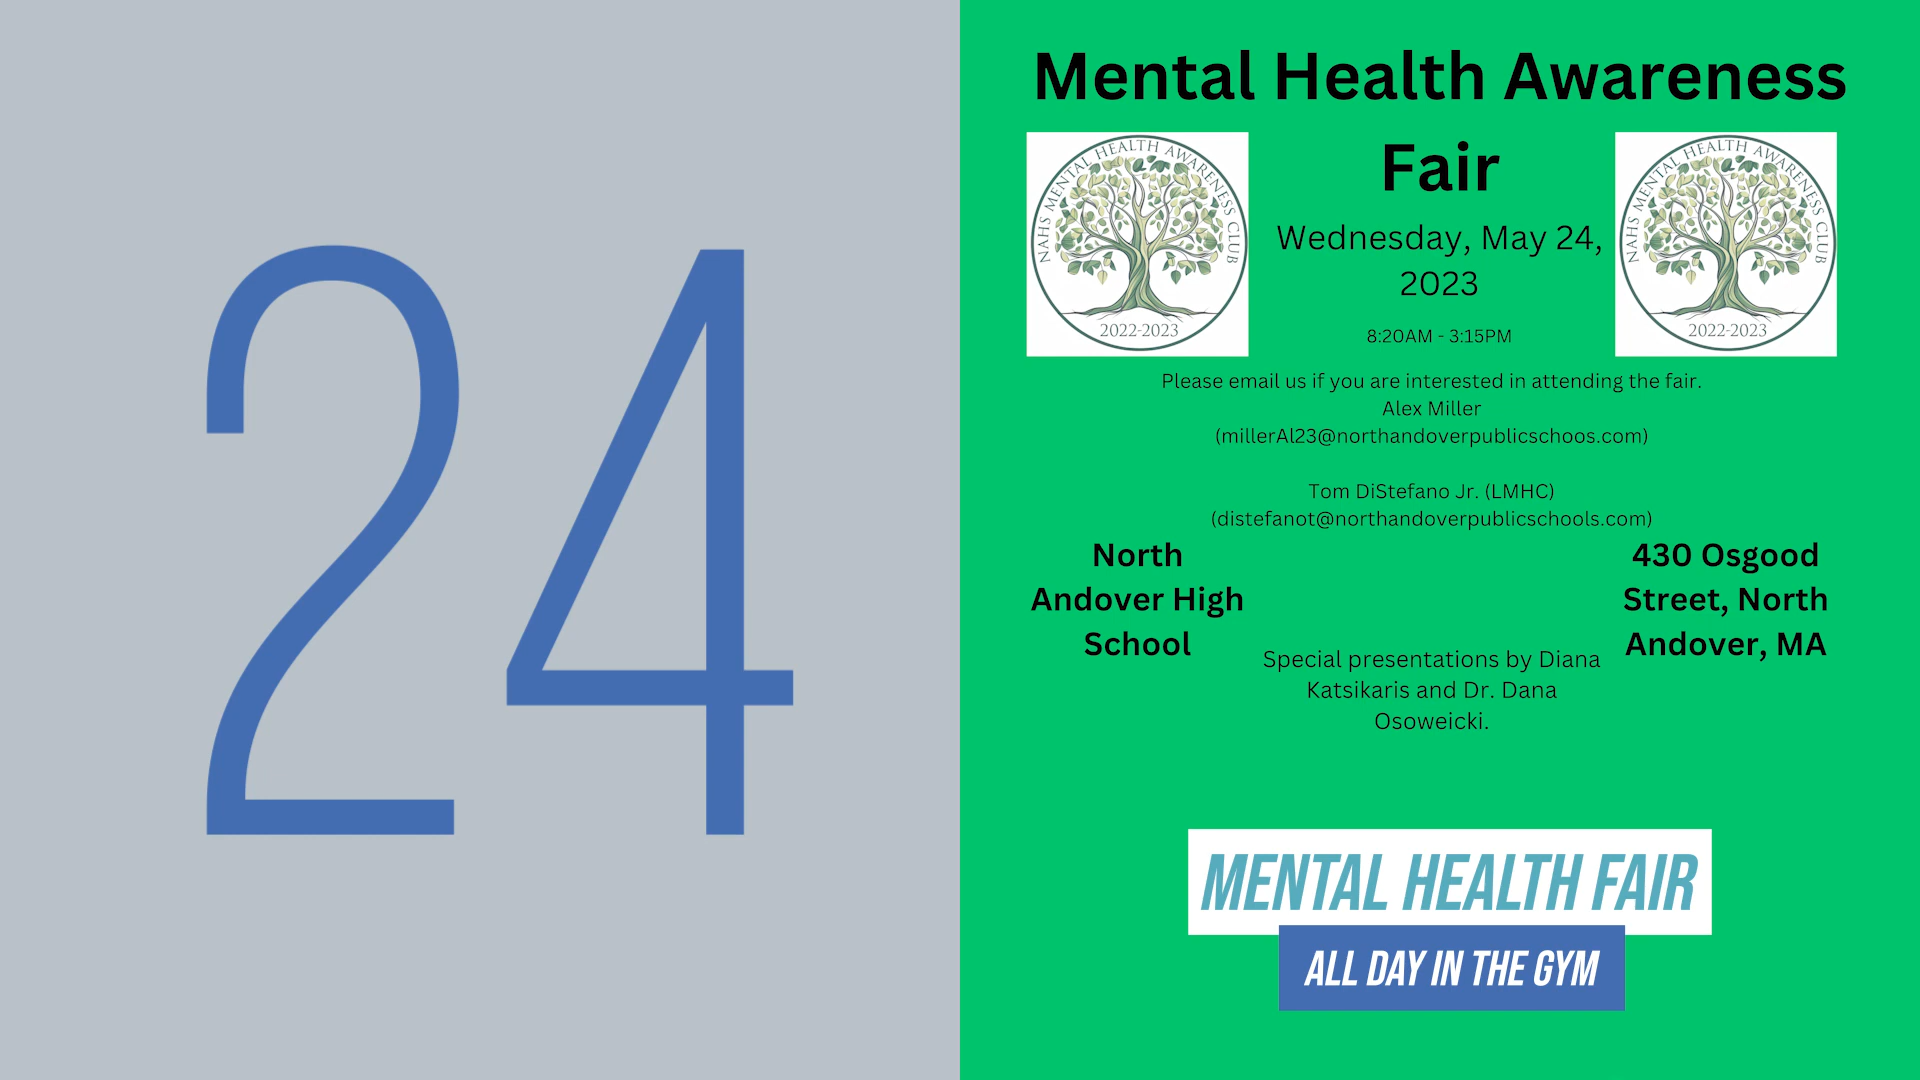 24
Mental Health Awareness
Fair
NAHS MENTAL HEALTH AWARENESS CLUB
2022-2023
NAHS MENTAL HEALTH AWARENESS CLUB
2022-2023
Wednesday, May 24,
2023
8:20AM - 3:15PM
Please email us if you are interested in attending the fair.
Alex Miller
(millerAl23@northandoverpublicschoos.com)
Tom DiStefano Jr. (LMHC)
(distefanot@northandoverpublicschools.com)
North
Andover High
School
430 Osgood
Street, North
Andover, MA
Special presentations by Diana
Katsikaris and Dr. Dana
Osoweicki.
MENTAL HEALTH FAIR
ALL DAY IN THE GYM